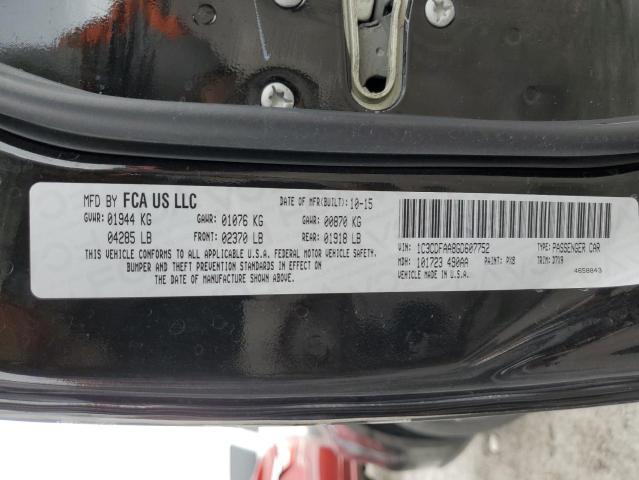 MFD BY FCA US LLC
DATE OF MFR(BUILT): 10-15
GVWR: 01944 KG GAWR: 01076 KG GAWR: 00870 KG
04285 LB FRONT: 02370 LB REAR: 01918 LB
THIS VEHICLE CONFORMS TO ALL APPLICABLE U.S.A. FEDERAL MOTOR VEHICLE SAFETY,
BUMPER AND THEFT PREVENTION STANDARDS IN EFFECT ON
THE DATE OF MANUFACTURE SHOWN ABOVE.
VIN: 1C3CDFAA8GD607752 TYPE: PASSENGER CAR
MDH: 101723 490AA PAINT: PX8 TRIM: D7X9
VEHICLE MADE IN U.S.A. 4658843